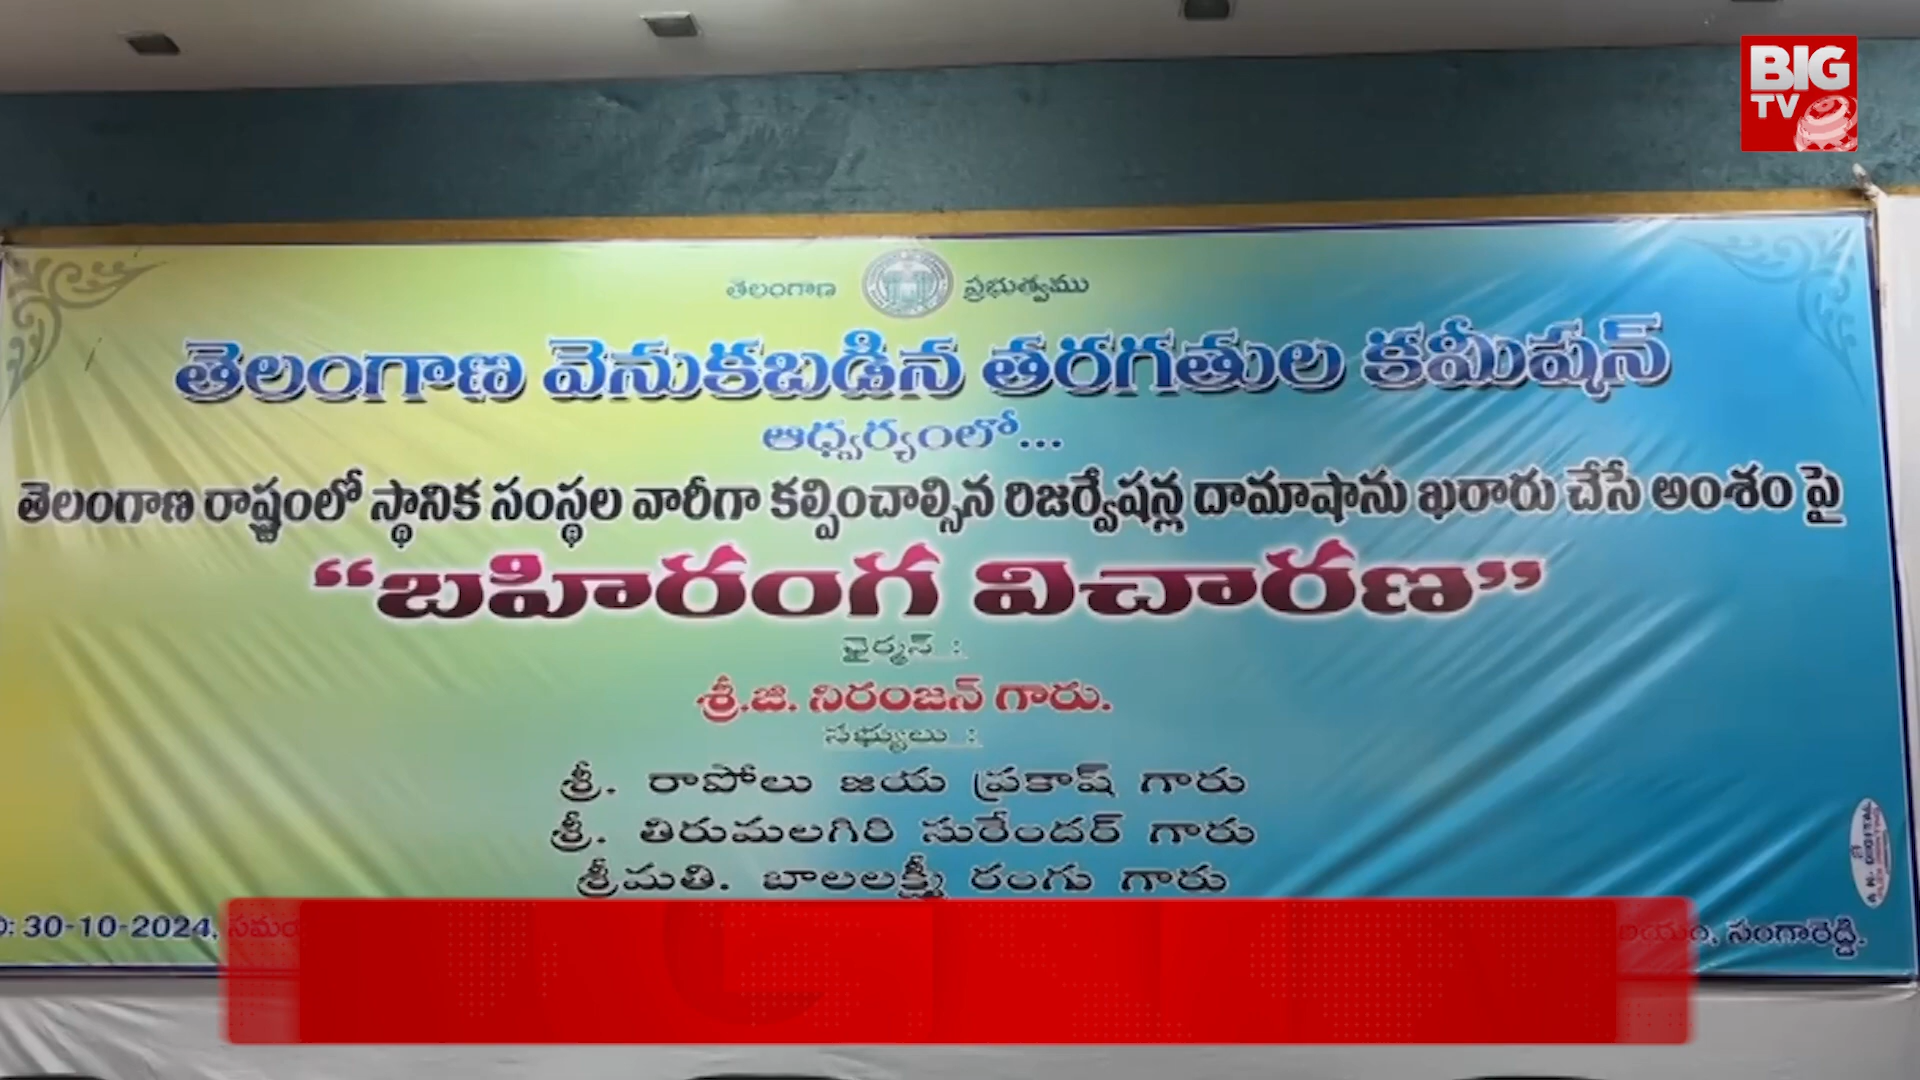 BIG
TV
తెలంగాణ ప్రభుత్వము
తెలంగాణ వెనుకబడిన తరగతుల కమీషన్
ఆధ్వర్యంలో...
తెలంగాణ రాష్ట్రంలో స్థానిక సంస్థల వారీగా కల్పించాల్సిన రిజర్వేషన్ల దామాషాను ఖరారు చేసే అంశం పై
“బహిరంగ విచారణ”
ఛైర్మన్ :
శ్రీ.జి. నిరంజన్ గారు.
సభ్యులు :
శ్రీ. రాపోలు జయ ప్రకాష్ గారు
శ్రీ. తిరుమలగిరి సురేందర్ గారు
శ్రీమతి. బాలలక్ష్మీ రంగు గారు
: 30-10-2024, సంగారెడ్డి.